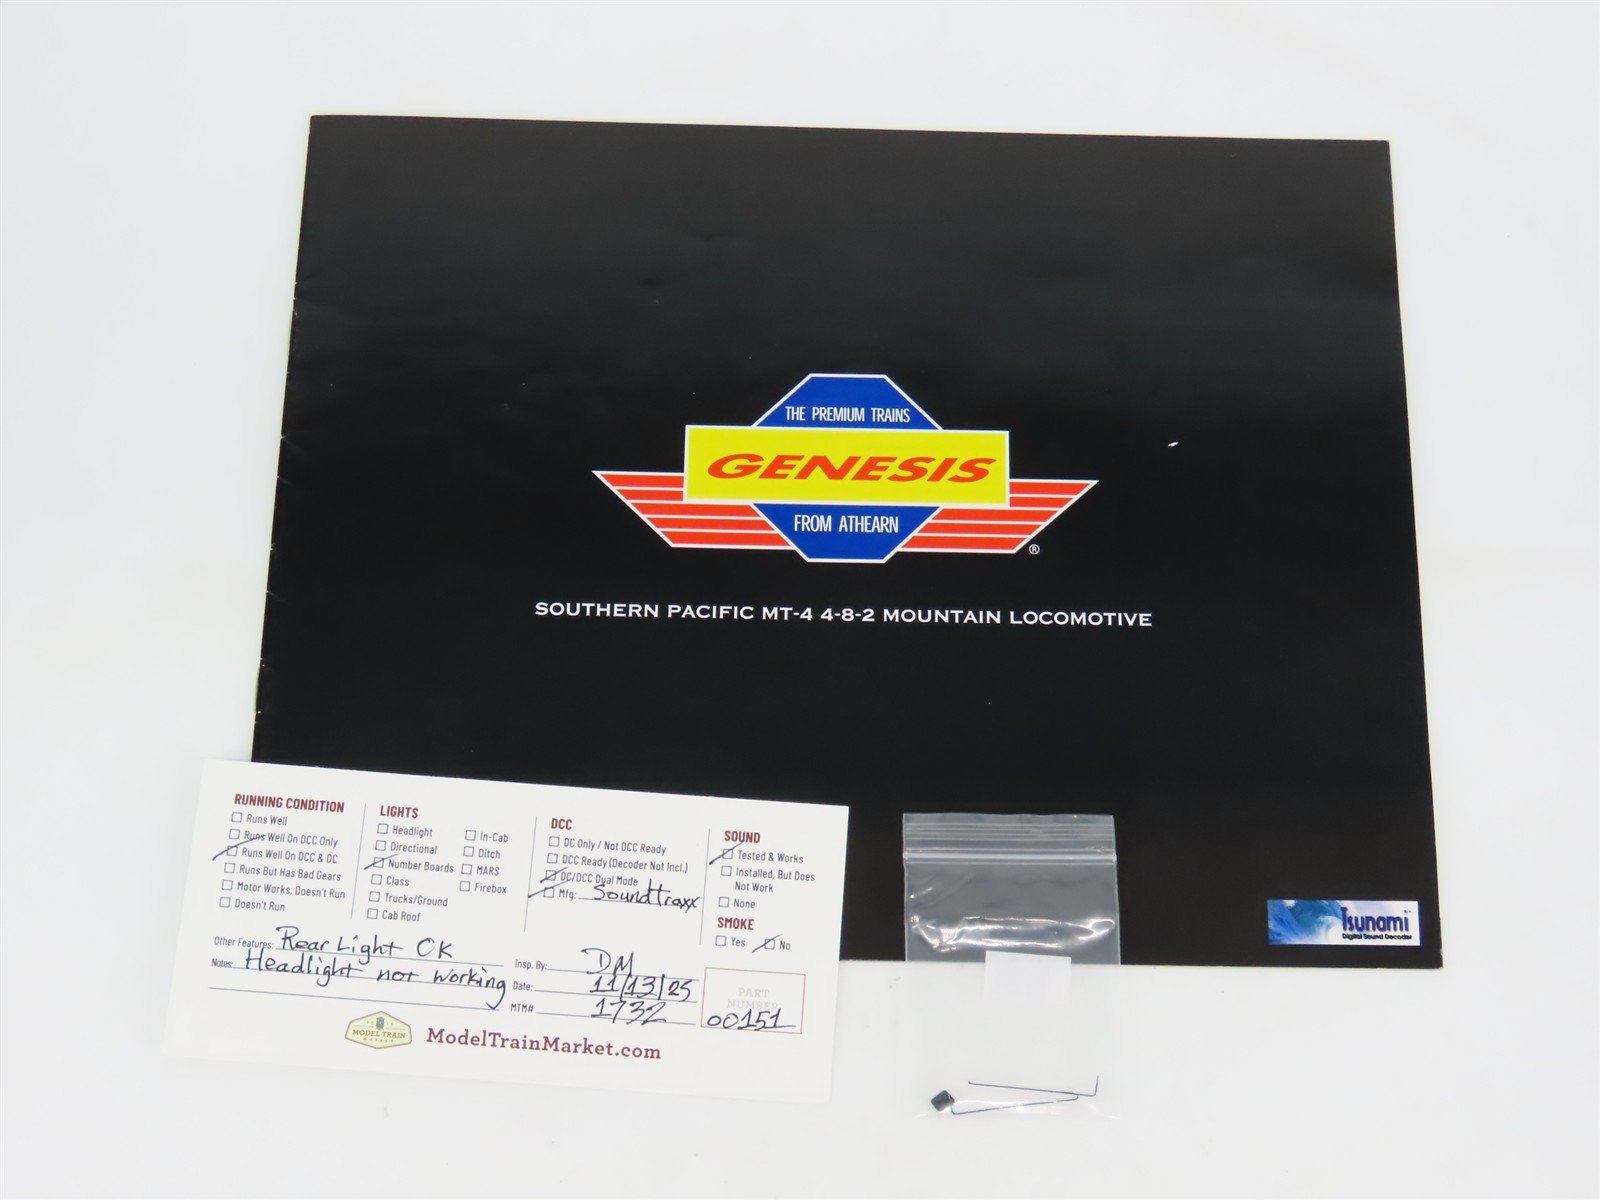 THE PREMIUM TRAINS
GENESIS
FROM ATHEARN
®
SOUTHERN PACIFIC MT-4 4-8-2 MOUNTAIN LOCOMOTIVE
Tsunami
Digital Sound Decoder
RUNNING CONDITION
Runs Well
Runs Well On DCC Only
Runs Well On DCC & DC
Runs But Has Bad Gears
Motor Works, Doesn't Run
Doesn't Run
LIGHTS
Headlight
Directional
Number Boards
Class
Trucks/Ground
Cab Roof
In-Cab
Ditch
MARS
Firebox
DCC
DC Only / Not DCC Ready
DCC Ready (Decoder Not Incl.)
DC/DCC Dual Mode
Mfg: Soundtraxx
SOUND
Tested & Works
Installed, But Does
Not Work
None
SMOKE
Yes No
Other Features: Rear Light OK
Notes: Headlight not working
Insp. By: DM
Date: 11/13/25
MTM# 1732
PART
NUMBER
00151
MODEL TRAIN
MARKET
ModelTrainMarket.com